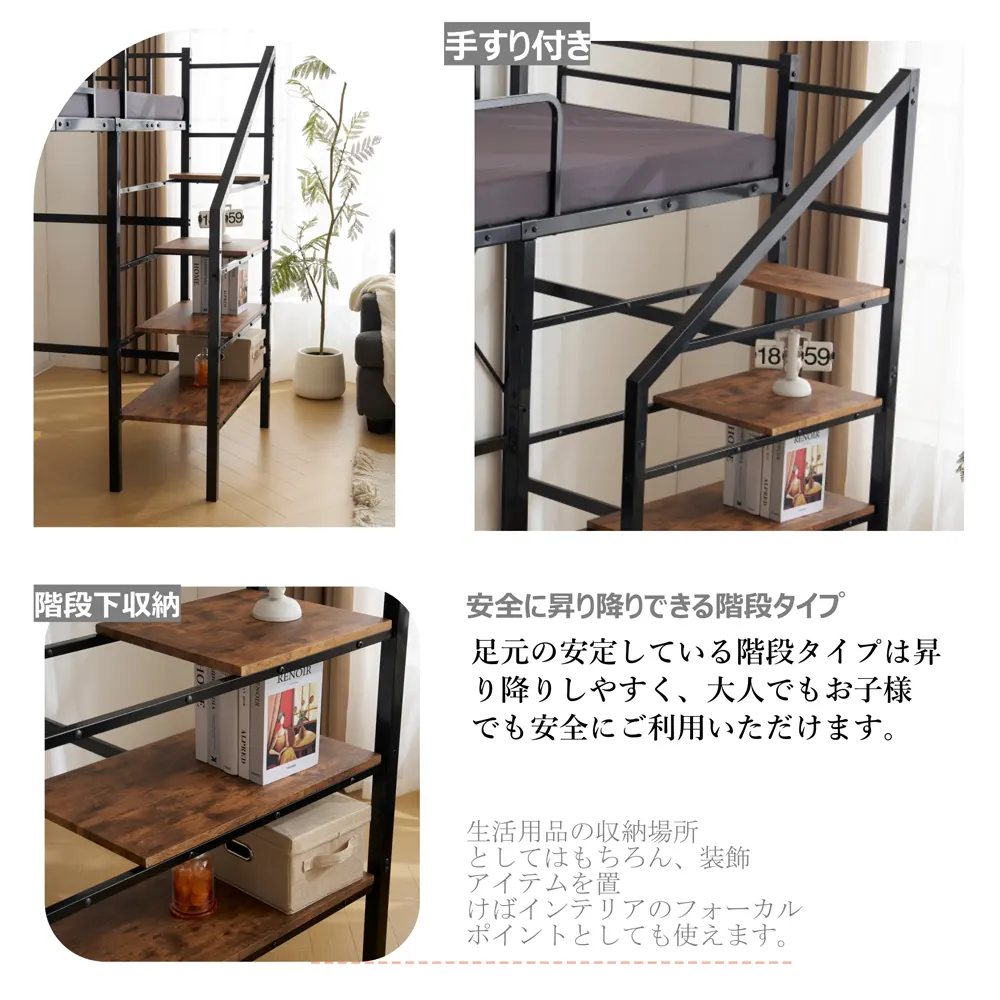 手すり付き
18 59
HOME
ALFRED
RENOIR
1 59
階段下収納
RENOIR
ALFRED
安全に昇り降りできる階段タイプ
足元の安定している階段タイプは昇
り降りしやすく、大人でもお子様
でも安全にご利用いただけます。
生活用品の収納場所
としてはもちろん、装飾
アイテムを置
けばインテリアのフォーカル
ポイントとしても使えます。